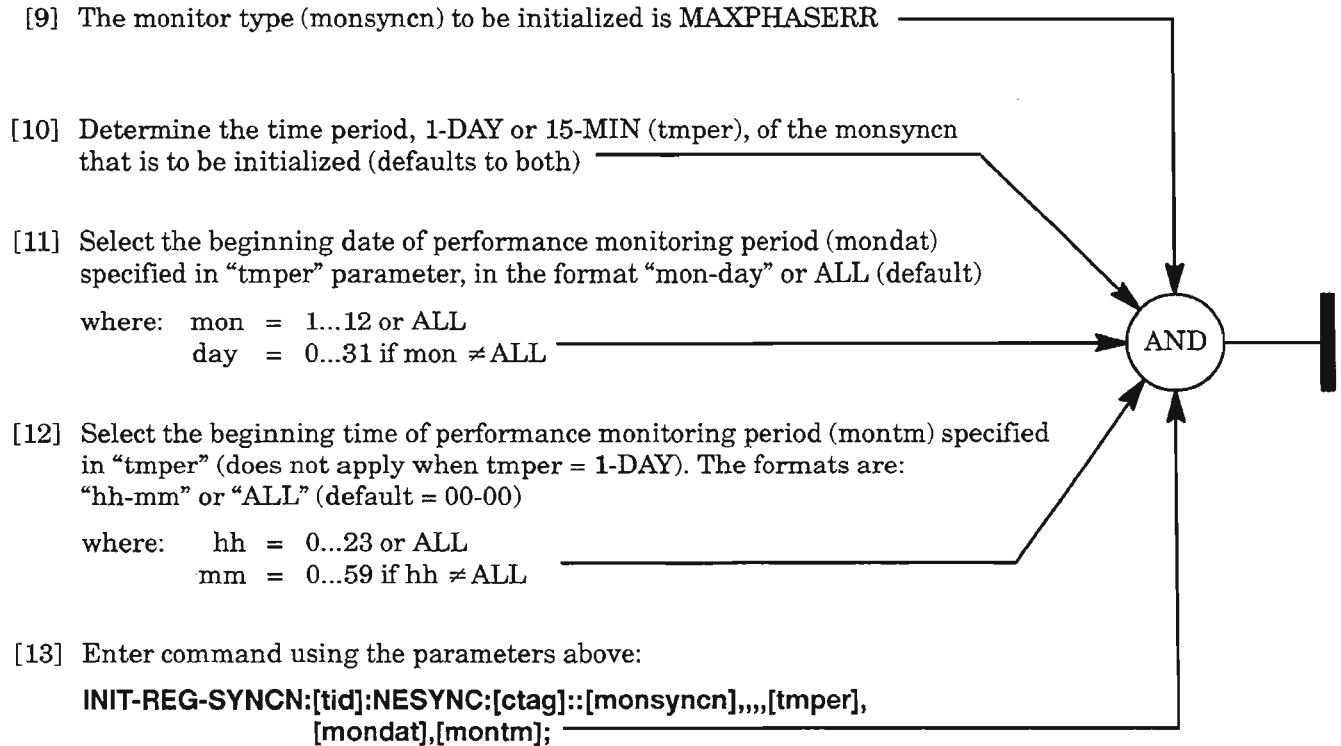 [9] The monitor type (monsyncn) to be initialized is MAXPHASERR
[10] Determine the time period, 1-DAY or 15-MIN (tmper), of the monsyncn
that is to be initialized (defaults to both)
[11] Select the beginning date of performance monitoring period (mondat)
specified in “tmper” parameter, in the format “mon-day” or ALL (default)
where: mon = 1...12 or ALL
day = 0...31 if mon ≠ ALL
AND
[12] Select the beginning time of performance monitoring period (montm) specified
in “tmper” (does not apply when tmper = 1-DAY). The formats are:
“hh-mm” or “ALL” (default = 00-00)
where: hh = 0...23 or ALL
mm = 0...59 if hh ≠ ALL
[13] Enter command using the parameters above:
INIT-REG-SYNCN:[tid]:NESYNC:[ctag]::[monsyncn],,,,[tmper],
[mondat],[montm];